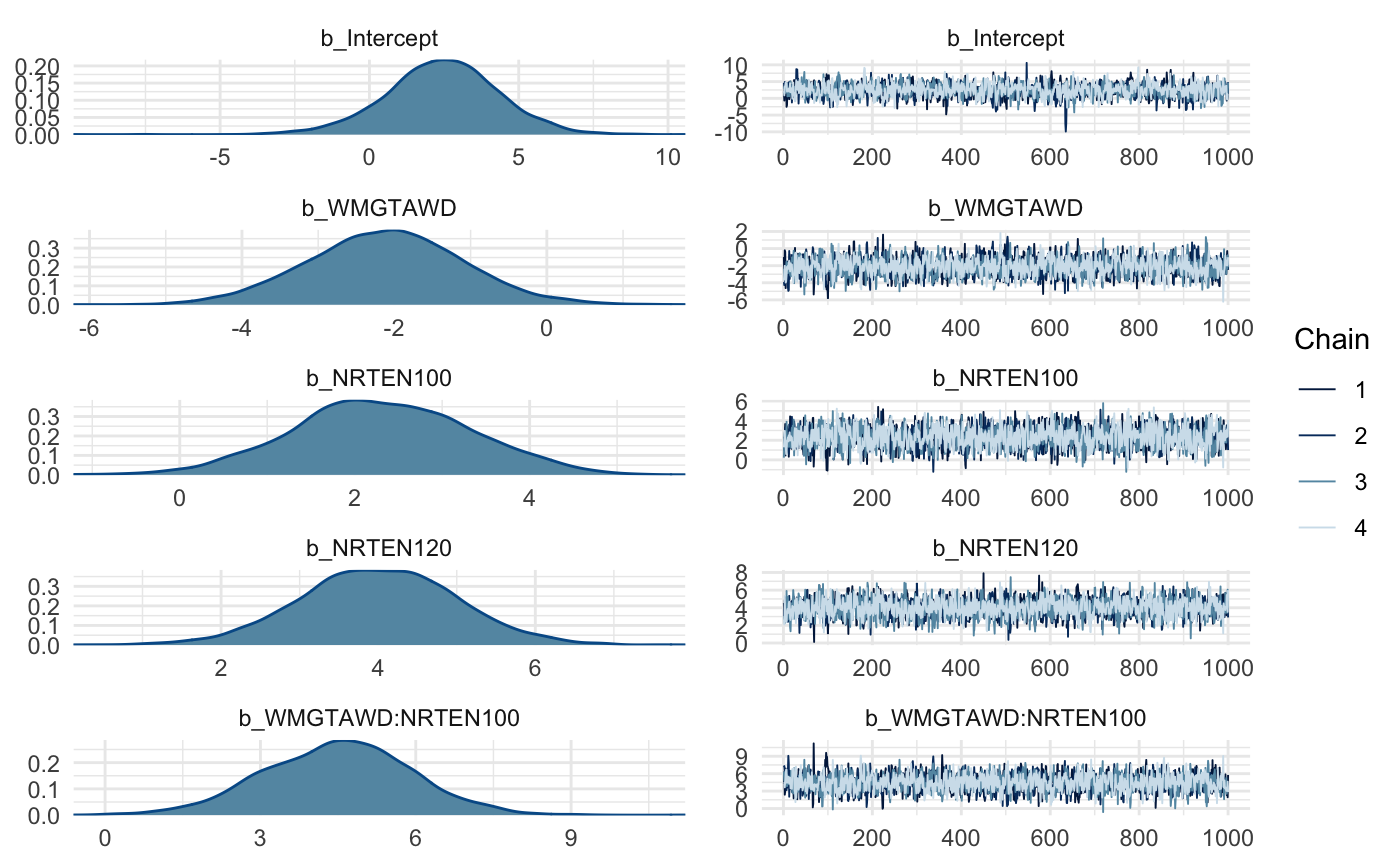 b_Intercept b_Intercept
0.20
0.15
0.10
0.05
0.00
-5 0 5 10
10
5
0
-5
-10
0 200 400 600 800 1000
b_WMGTAWD b_WMGTAWD
0.3
0.2
0.1
0.0
-6 -4 -2 0
2
0
-2
-4
-6
0 200 400 600 800 1000
b_NRTEN100 b_NRTEN100
0.3
0.2
0.1
0.0
0 2 4
6
4
2
0
0 200 400 600 800 1000
b_NRTEN120 b_NRTEN120
0.3
0.2
0.1
0.0
2 4 6
8
6
4
2
0
0 200 400 600 800 1000
b_WMGTAWD:NRTEN100 b_WMGTAWD:NRTEN100
0.2
0.1
0.0
0 3 6 9
9
6
3
0
0 200 400 600 800 1000
Chain
1
2
3
4